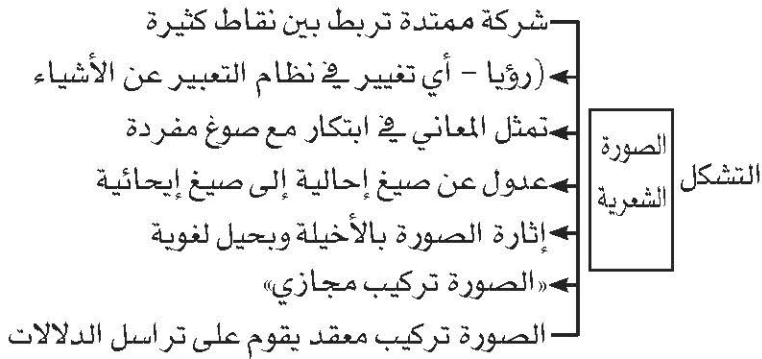 شركة ممتدة تربط بين نقاط كثيرة
(رؤيا – أي تغيير في نظام التعبير عن الأشياء
تمثل المعاني في ابتكار مع صوغ مفردة
عدول عن صيغ إحالية إلى صيغ إيحائية
إثارة الصورة بالأخيلة وبحيل لغوية
«الصورة تركيب مجازي»
الصورة تركيب معقد يقوم على تراسل الدلالات
الصورة
الشعرية
التشكل